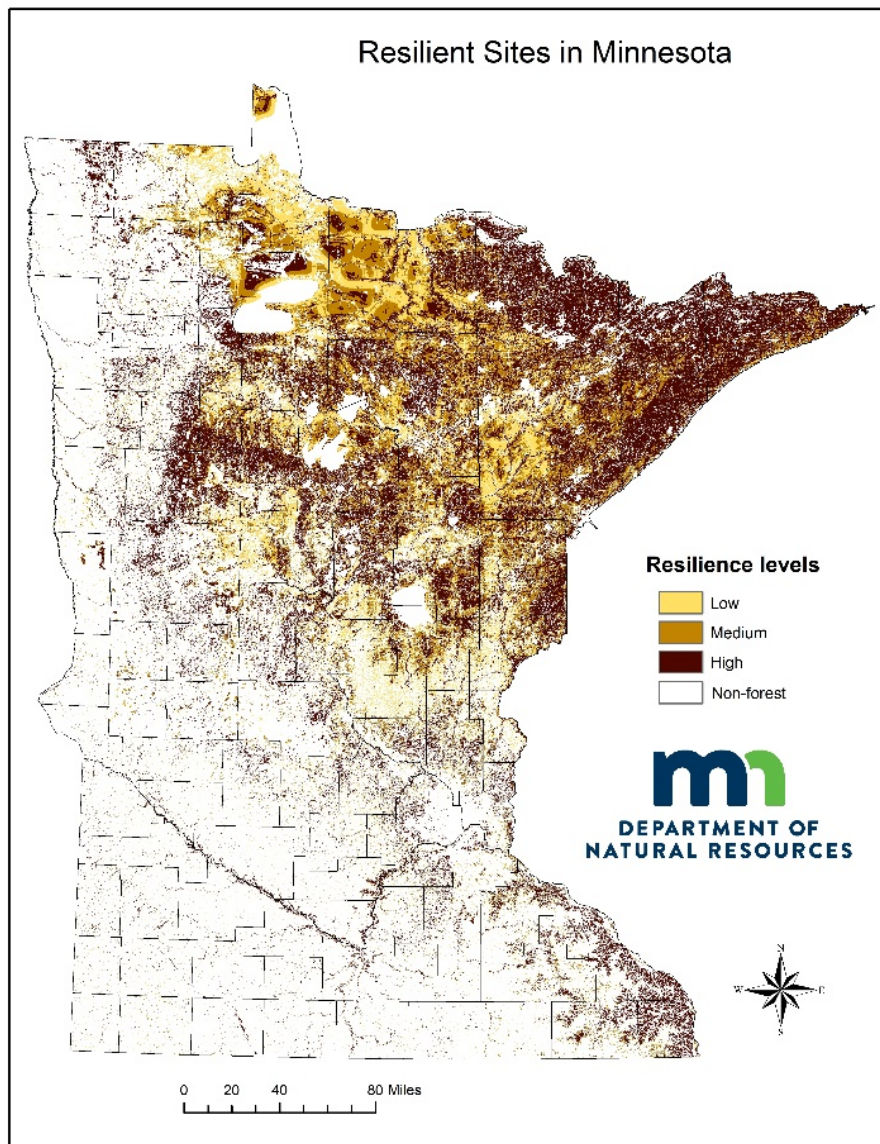 Resilient Sites in Minnesota
Resilience levels
Low
Medium
High
Non-forest
mn
DEPARTMENT OF
NATURAL RESOURCES
N
W E
S
0 20 40 80 Miles